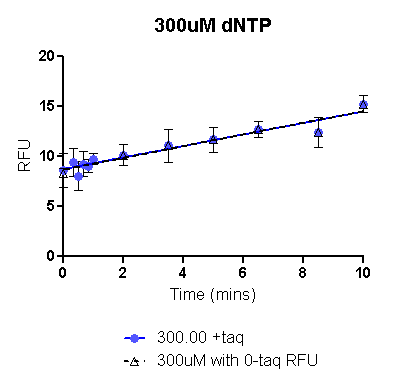 300uM dNTP
20
15
10
5
0
RFU
0 2 4 6 8 10
Time (mins)
300.00 +taq
300uM with 0-taq RFU